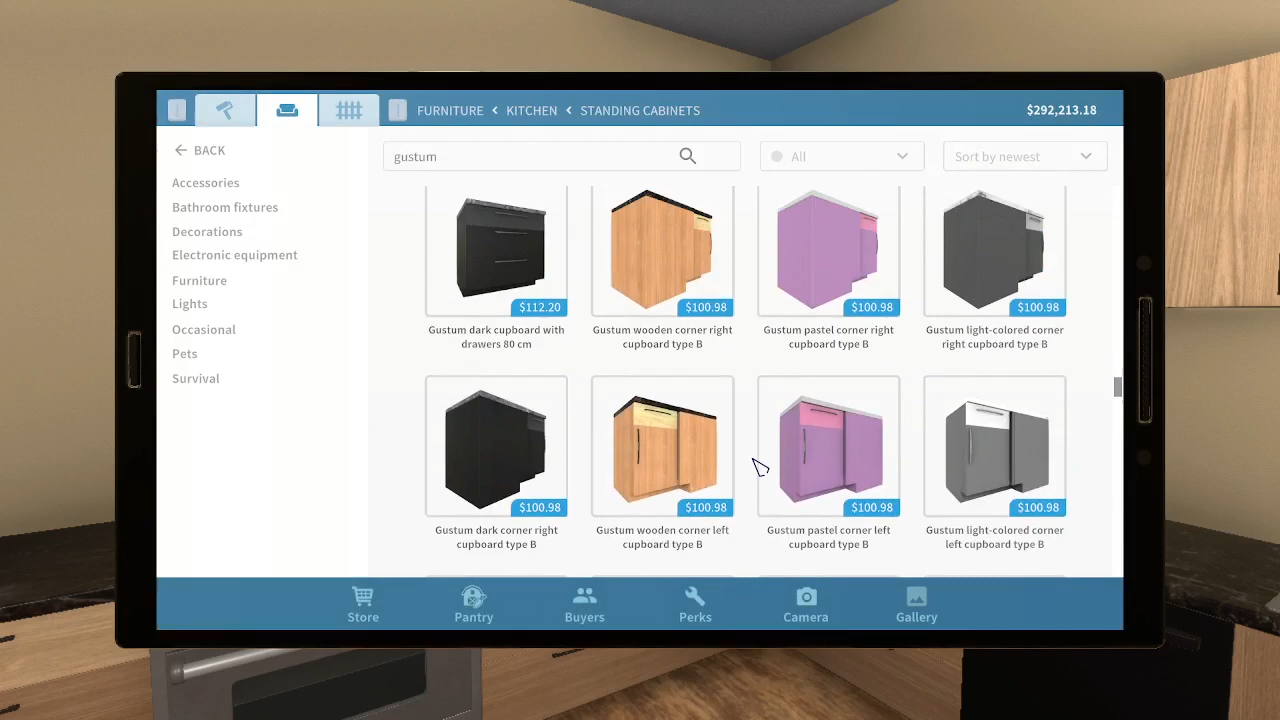 FURNITURE < KITCHEN < STANDING CABINETS
$292,213.18
BACK
gustum
All
Sort by newest
Accessories
Bathroom fixtures
Decorations
Electronic equipment
Furniture
Lights
Occasional
Pets
Survival
$112.20
$100.98
$100.98
$100.98
Gustum dark cupboard with
drawers 80 cm
Gustum wooden corner right
cupboard type B
Gustum pastel corner right
cupboard type B
Gustum light-colored corner
right cupboard type B
$100.98
$100.98
$100.98
$100.98
Gustum dark corner right
cupboard type B
Gustum wooden corner left
cupboard type B
Gustum pastel corner left
cupboard type B
Gustum light-colored corner
left cupboard type B
Store
Pantry
Buyers
Perks
Camera
Gallery